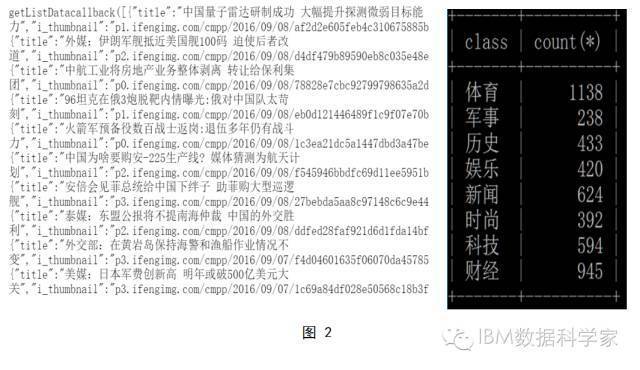 getListDatacallback([{"title":"中国量子雷达研制成功 大幅提升探测微弱目标能
力","i_thumbnail":"p1.ifengimg.com/cmpp/2016/09/08/af2d2e605feb4c310675885b
{"title":"外媒：伊朗军舰抵近美国舰100码 迫使后者改
道","i_thumbnail":"p2.ifengimg.com/cmpp/2016/09/08/d4df479b89590eb8c035e48e
{"title":"中航工业将房地产业务整体剥离 转让给保利集
团","i_thumbnail":"p0.ifengimg.com/cmpp/2016/09/08/78828e7cbc92799798635a2d
{"title":"96坦克在俄3炮脱靶内情曝光:俄对中国队太苛
刻","i_thumbnail":"p1.ifengimg.com/cmpp/2016/09/08/eb0d121446489f1c9f07e70b
{"title":"火箭军预备役数百战士返岗:退伍多年仍有战斗
力","i_thumbnail":"p0.ifengimg.com/cmpp/2016/09/08/1c3ea21dc5a1447dbd3a47be
{"title":"中国为啥要购安-225生产线? 媒体猜测为航天计
划","i_thumbnail":"p2.ifengimg.com/cmpp/2016/09/08/f545946bbdfc69d11ee5951b
{"title":"安倍会见菲总统给中国下绊子 助菲购大型巡逻
舰","i_thumbnail":"p3.ifengimg.com/cmpp/2016/09/08/27bebda5aa8c97148c6c9e44
{"title":"泰媒：东盟公报将不提南海仲裁 中国的外交胜
利","i_thumbnail":"p2.ifengimg.com/cmpp/2016/09/08/ddfed28faf921d6d1fda14bf
{"title":"外交部：在黄岩岛保持海警和渔船作业情况不
变","i_thumbnail":"p3.ifengimg.com/cmpp/2016/09/07/f4d04601635f06070da45785
{"title":"美媒：日本军费创新高 明年或破500亿美元大
关","i_thumbnail":"p3.ifengimg.com/cmpp/2016/09/07/1c69a84df028e50568c18b3f
class | count(*)
体育 1138
军事 238
历史 433
娱乐 420
新闻 624
时尚 392
科技 594
财经 945
图 2
IBM数据科学家